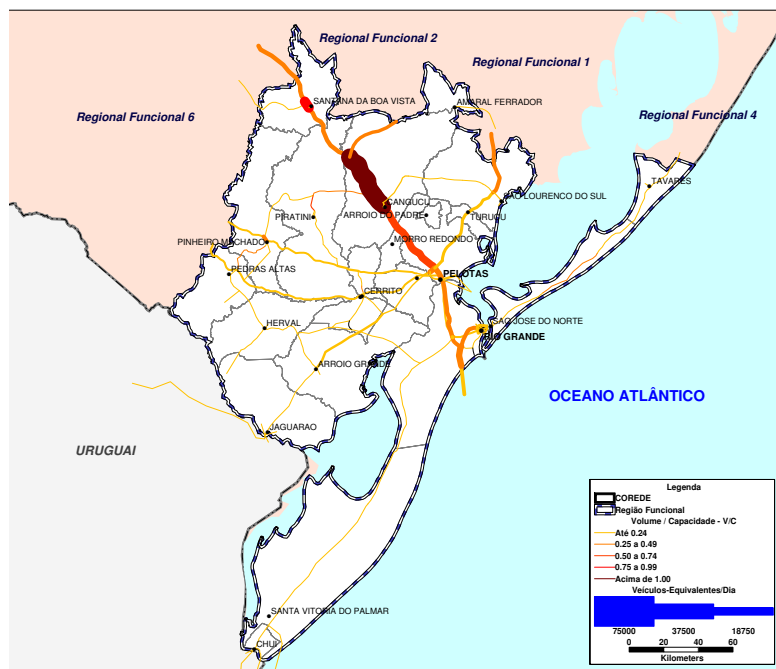 Regional Funcional 2
Regional Funcional 1
SANTANA DA BOA VISTA
AMARAL FERRADOR
Regional Funcional 6
Regional Funcional 4
TAVARES
CANGUCU
SAO LOURENCO DO SUL
PIRATINI
ARROIO DO PADRE
TURUCU
PINHEIRO MACHADO
MORRO REDONDO
PEDRAS ALTAS
PELOTAS
CERRITO
HERVAL
SAO JOSE DO NORTE
RIO GRANDE
ARROIO GRANDE
OCEANO ATLÂNTICO
JAGUARAO
URUGUAI
SANTA VITORIA DO PALMAR
CHUI
Legenda
COREDE
Região Funcional
Volume / Capacidade - V/C
Até 0.24
0.25 a 0.49
0.50 a 0.74
0.75 a 0.99
Acima de 1.00
Veículos-Equivalentes/Dia
75000 37500 18750
0 20 40 60
Kilometers